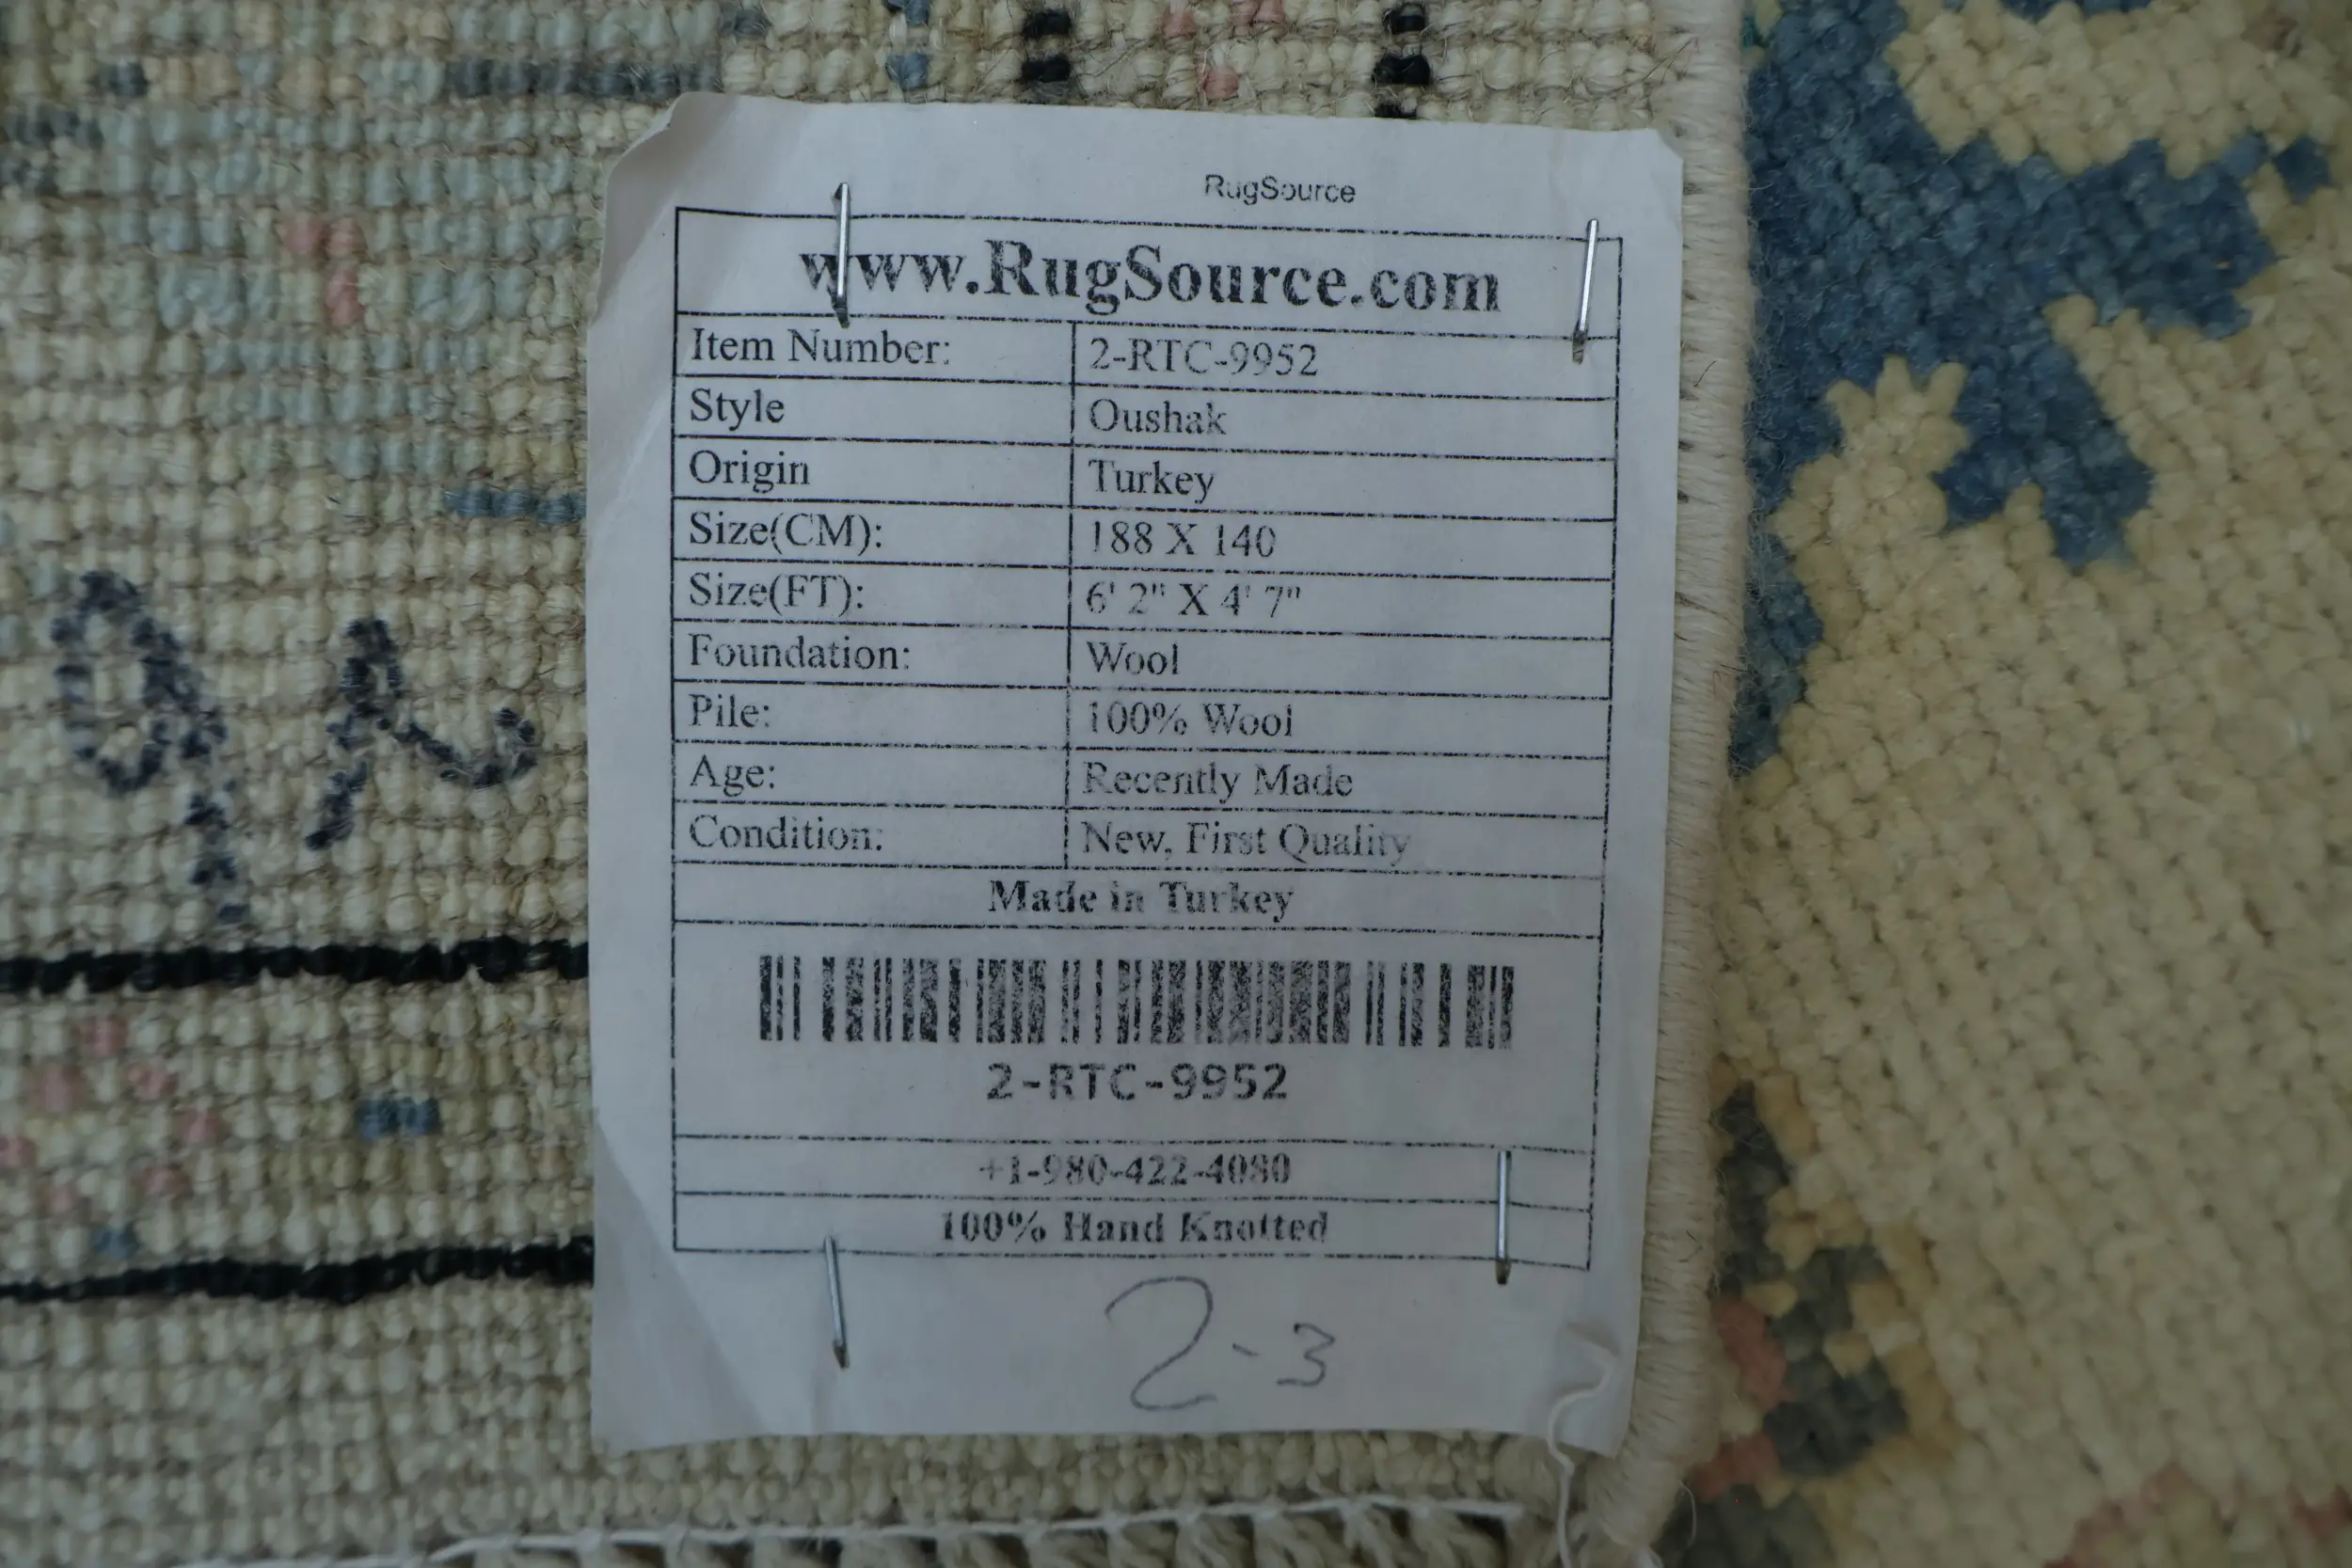 RugSource
www.RugSource.com
Item Number: 2-RTC-9952
Style Oushak
Origin Turkey
Size(CM): 188 X 140
Size(FT): 6' 2" X 4' 7"
Foundation: Wool
Pile: 100% Wool
Age: Recently Made
Condition: New, First Quality
Made in Turkey
2-RTC-9952
+1-980-422-4080
100% Hand Knotted
2-3